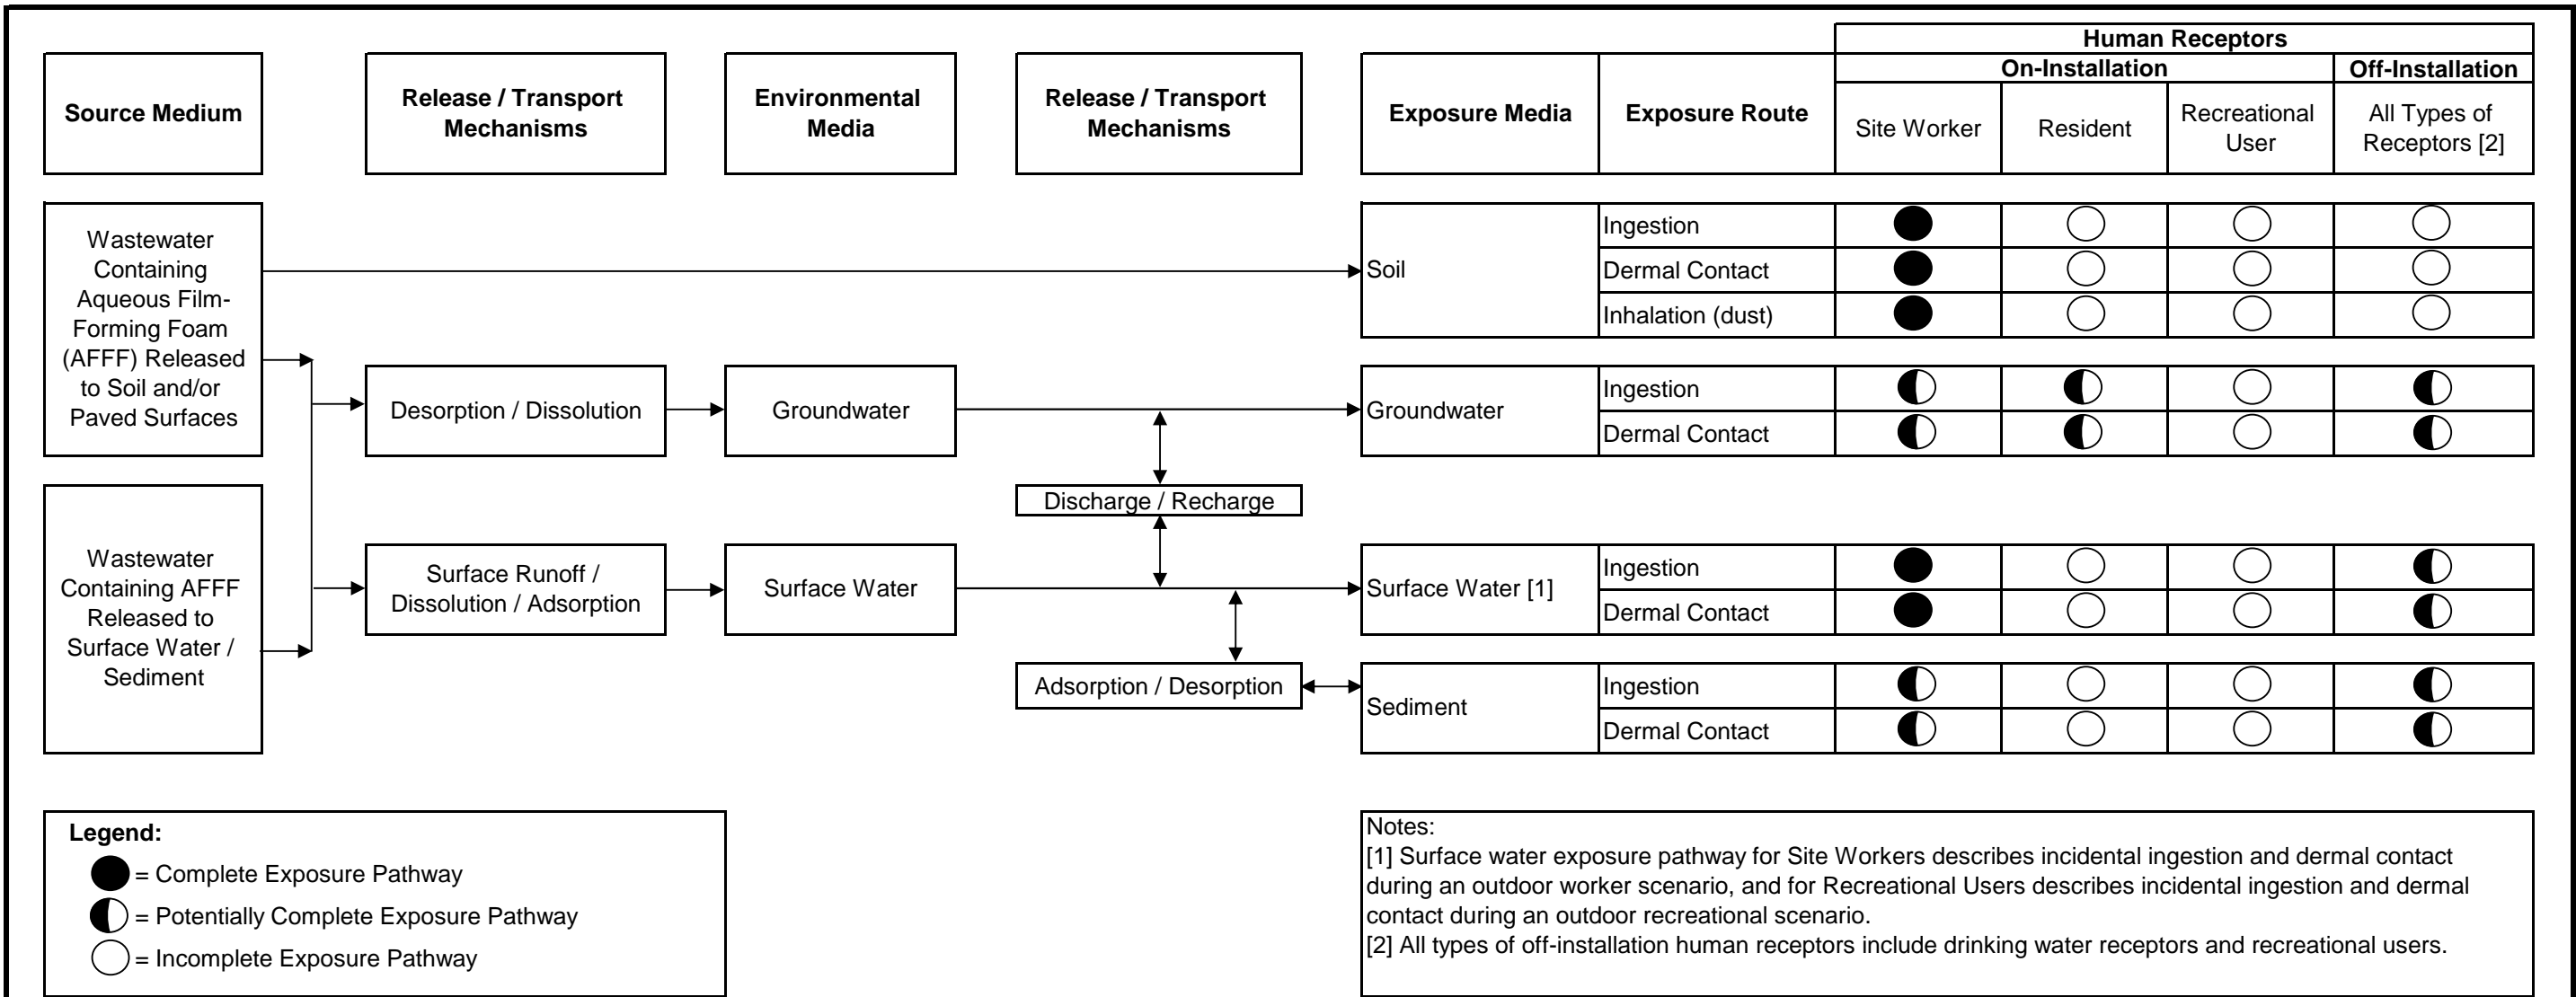 Human Receptors
On-Installation
Off-Installation
Source Medium
Release / Transport
Mechanisms
Environmental
Media
Release / Transport
Mechanisms
Exposure Media
Exposure Route
Site Worker
Resident
Recreational
User
All Types of
Receptors [2]
Wastewater
Containing
Aqueous Film-
Forming Foam
(AFFF) Released
to Soil and/or
Paved Surfaces
Soil
Ingestion
Dermal Contact
Inhalation (dust)
Desorption / Dissolution
Groundwater
Groundwater
Ingestion
Dermal Contact
Discharge / Recharge
Wastewater
Containing AFFF
Released to
Surface Water /
Sediment
Surface Runoff /
Dissolution / Adsorption
Surface Water
Surface Water [1]
Ingestion
Dermal Contact
Adsorption / Desorption
Sediment
Ingestion
Dermal Contact
Legend:
= Complete Exposure Pathway
= Potentially Complete Exposure Pathway
= Incomplete Exposure Pathway
Notes:
[1] Surface water exposure pathway for Site Workers describes incidental ingestion and dermal contact
during an outdoor worker scenario, and for Recreational Users describes incidental ingestion and dermal
contact during an outdoor recreational scenario.
[2] All types of off-installation human receptors include drinking water receptors and recreational users.